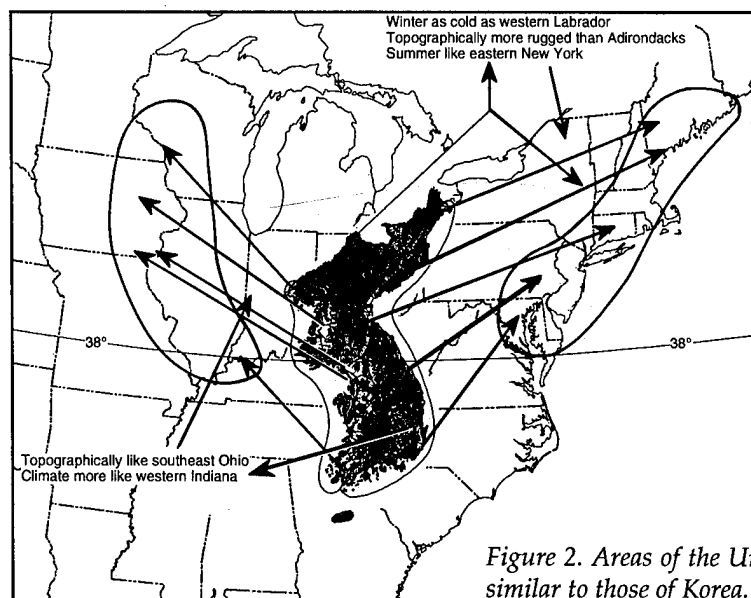 Winter as cold as western Labrador
Topographically more rugged than Adirondacks
Summer like eastern New York
38°
38°
Topographically like southeast Ohio
Climate more like western Indiana
Figure 2. Areas of the
similar to those of Korea.